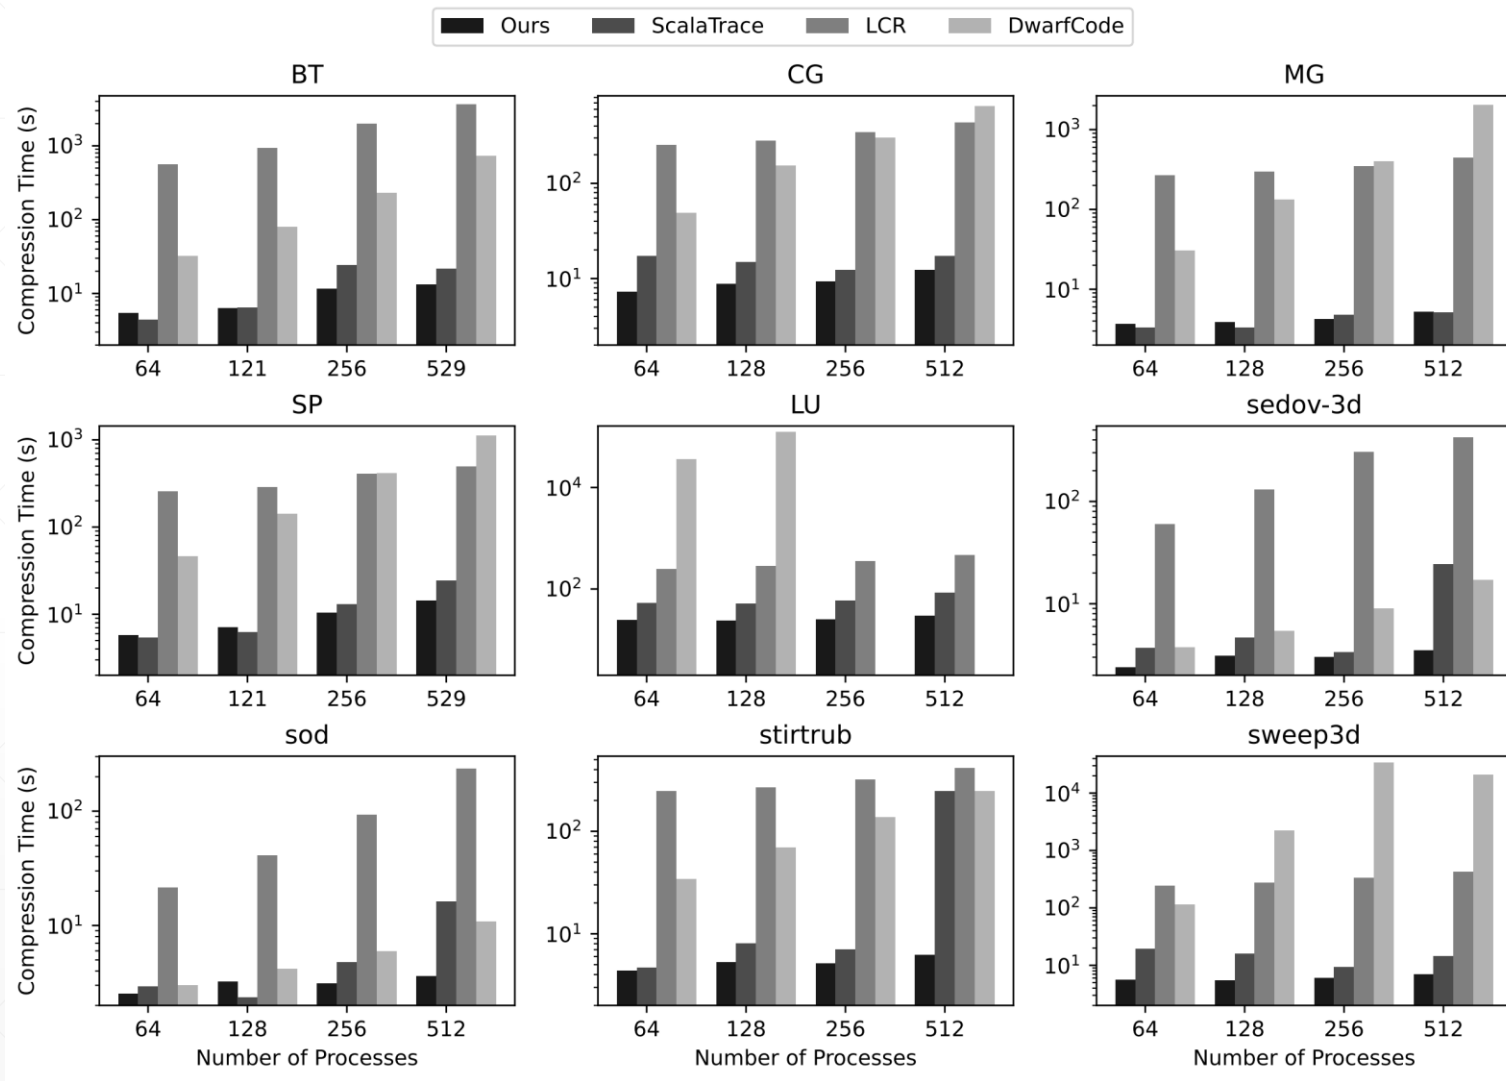 Ours ScalaTrace LCR DwarfCode
BT CG MG
Compression Time (s)
10³ 10² 10¹
10² 10¹
10³ 10² 10¹
64 121 256 529
64 128 256 512
64 128 256 512
SP LU sedov-3d
Compression Time (s)
10³ 10² 10¹
10⁴ 10²
10² 10¹
64 121 256 529
64 128 256 512
64 128 256 512
sod stirtrub sweep3d
Compression Time (s)
10² 10¹
10² 10¹
10⁴ 10³ 10² 10¹
64 128 256 512
64 128 256 512
64 128 256 512
Number of Processes
Number of Processes
Number of Processes